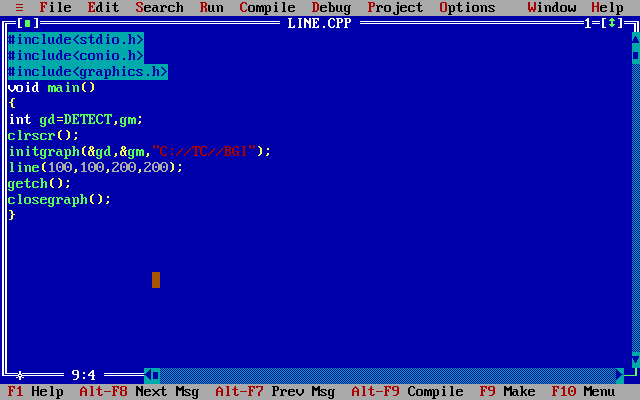 ≡ File Edit Search Run Compile Debug Project Options Window Help
[■] LINE.CPP 1=[↕]
#include<stdio.h>
#include<conio.h>
#include<graphics.h>
void main()
{
int gd=DETECT,gm;
clrscr();
initgraph(&gd,&gm,"C://TC//BGI");
line(100,100,200,200);
getch();
closegraph();
}
9:4
F1 Help Alt-F8 Next Msg Alt-F7 Prev Msg Alt-F9 Compile F9 Make F10 Menu